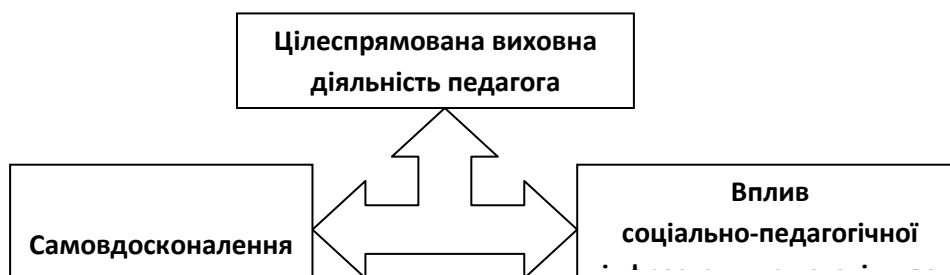 Цілеспрямована виховна
діяльність педагога
Самовдосконалення
Вплив
соціально-педагогічної